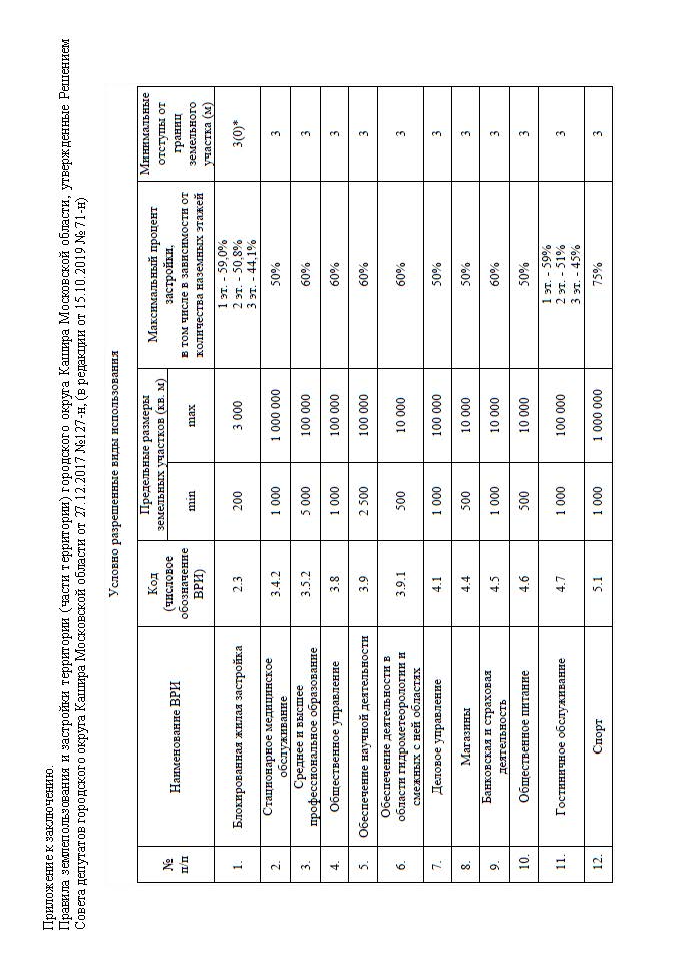 Приложение к заключению.
Правила землепользования и застройки территории (части территории) городского округа Кашира Московской области, утвержденные Решением
Совета депутатов городского округа Кашира Московской области от 27.12.2017 №127-н, (в редакции от 15.10.2019 № 71-н)
Условно разрешенные виды использования
№
п/п
Наименование ВРИ
Код
(числовое
обозначение
ВРИ)
Предельные размеры
земельных участков (кв. м)
min
max
Максимальный процент
застройки,
в том числе в зависимости от
количества наземных этажей
Минимальные
отступы от
границ
земельного
участка (м)
1.
Блокированная жилая застройка
2.3
200
3 000
1 эт. - 59,0%
2 эт. - 50,8%
3 эт. - 44,1%
3(0)*
2.
Стационарное медицинское
обслуживание
3.4.2
1 000
1 000 000
50%
3
3.
Среднее и высшее
профессиональное образование
3.5.2
5 000
100 000
60%
3
4.
Общественное управление
3.8
1 000
100 000
60%
3
5.
Обеспечение научной деятельности
3.9
2 500
100 000
60%
3
6.
Обеспечение деятельности в
области гидрометеорологии и
смежных с ней областях
3.9.1
500
10 000
60%
3
7.
Деловое управление
4.1
1 000
100 000
50%
3
8.
Магазины
4.4
500
10 000
50%
3
9.
Банковская и страховая
деятельность
4.5
1 000
10 000
60%
3
10.
Общественное питание
4.6
500
10 000
50%
3
11.
Гостиничное обслуживание
4.7
1 000
100 000
1 эт. - 59%
2 эт. - 51%
3 эт. - 45%
3
12.
Спорт
5.1
1 000
1 000 000
75%
3